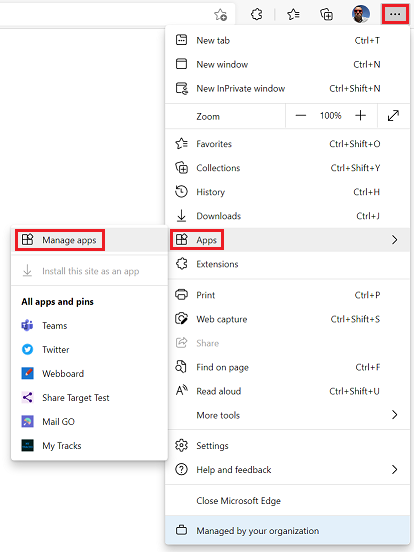 New tab Ctrl+T
New window Ctrl+N
New InPrivate window Ctrl+Shift+N
Zoom 100%
Favorites Ctrl+Shift+O
Collections Ctrl+Shift+Y
History Ctrl+H
Downloads Ctrl+J
Apps
Extensions
Print Ctrl+P
Web capture Ctrl+Shift+S
Share
Find on page Ctrl+F
Read aloud Ctrl+Shift+U
More tools
Settings
Help and feedback
Close Microsoft Edge
Managed by your organization
Manage apps
Install this site as an app
All apps and pins
Teams
Twitter
Webboard
Share Target Test
Mail GO
My Tracks